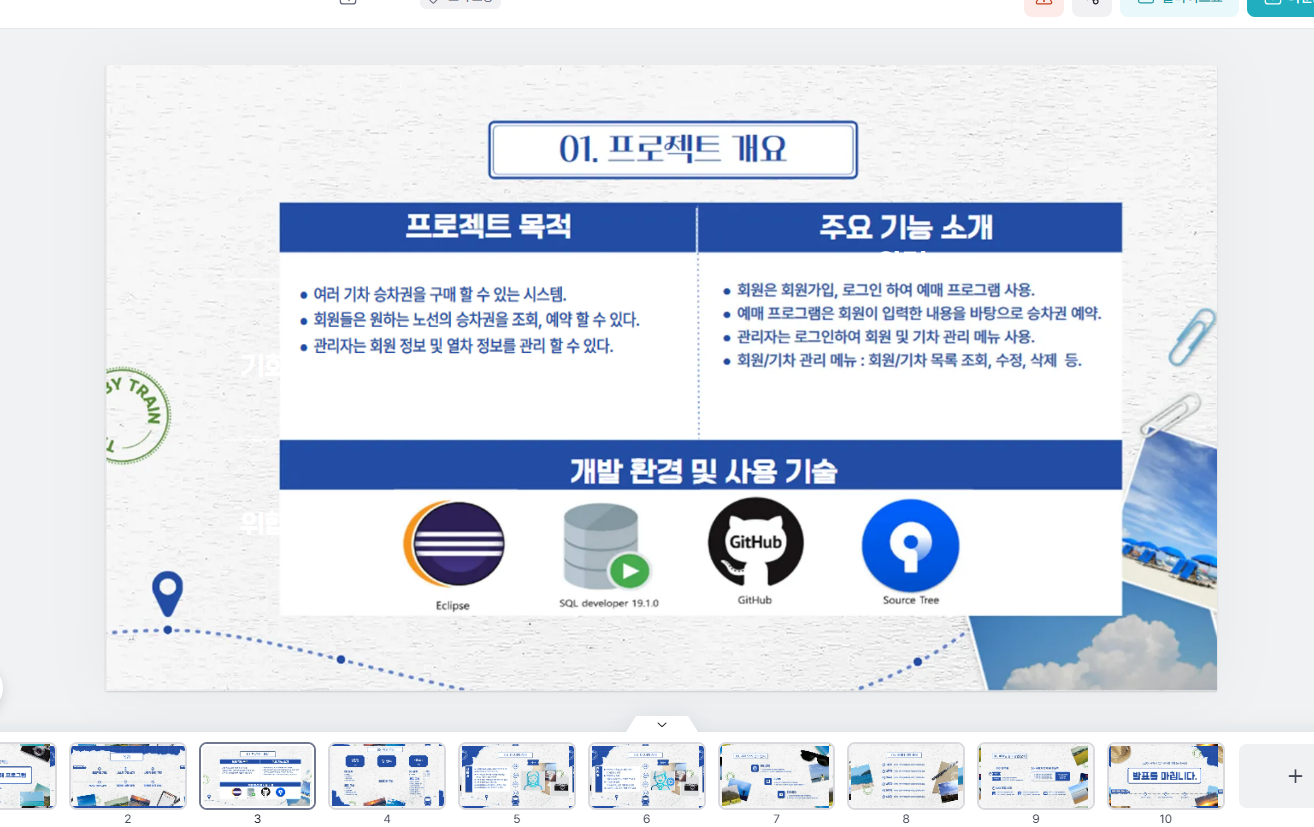 01. 프로젝트 개요
프로젝트 목적
주요 기능 소개
• 여러 기차 승차권을 구매 할 수 있는 시스템.
• 회원들은 원하는 노선의 승차권을 조회, 예약 할 수 있다.
• 관리자는 회원 정보 및 열차 정보를 관리 할 수 있다.
• 회원은 회원가입, 로그인 하여 예매 프로그램 사용.
• 예매 프로그램은 회원이 입력한 내용을 바탕으로 승차권 예약.
• 관리자는 로그인하여 회원 및 기차 관리 메뉴 사용.
• 회원/기차 관리 메뉴 : 회원/기차 목록 조회, 수정, 삭제 등.
BY TRAIN
개발 환경 및 사용 기술
GitHub
Eclipse
SQL developer 19.1.0
GitHub
Source Tree
발표를 마칩니다.
2
3
4
5
6
7
8
9
10